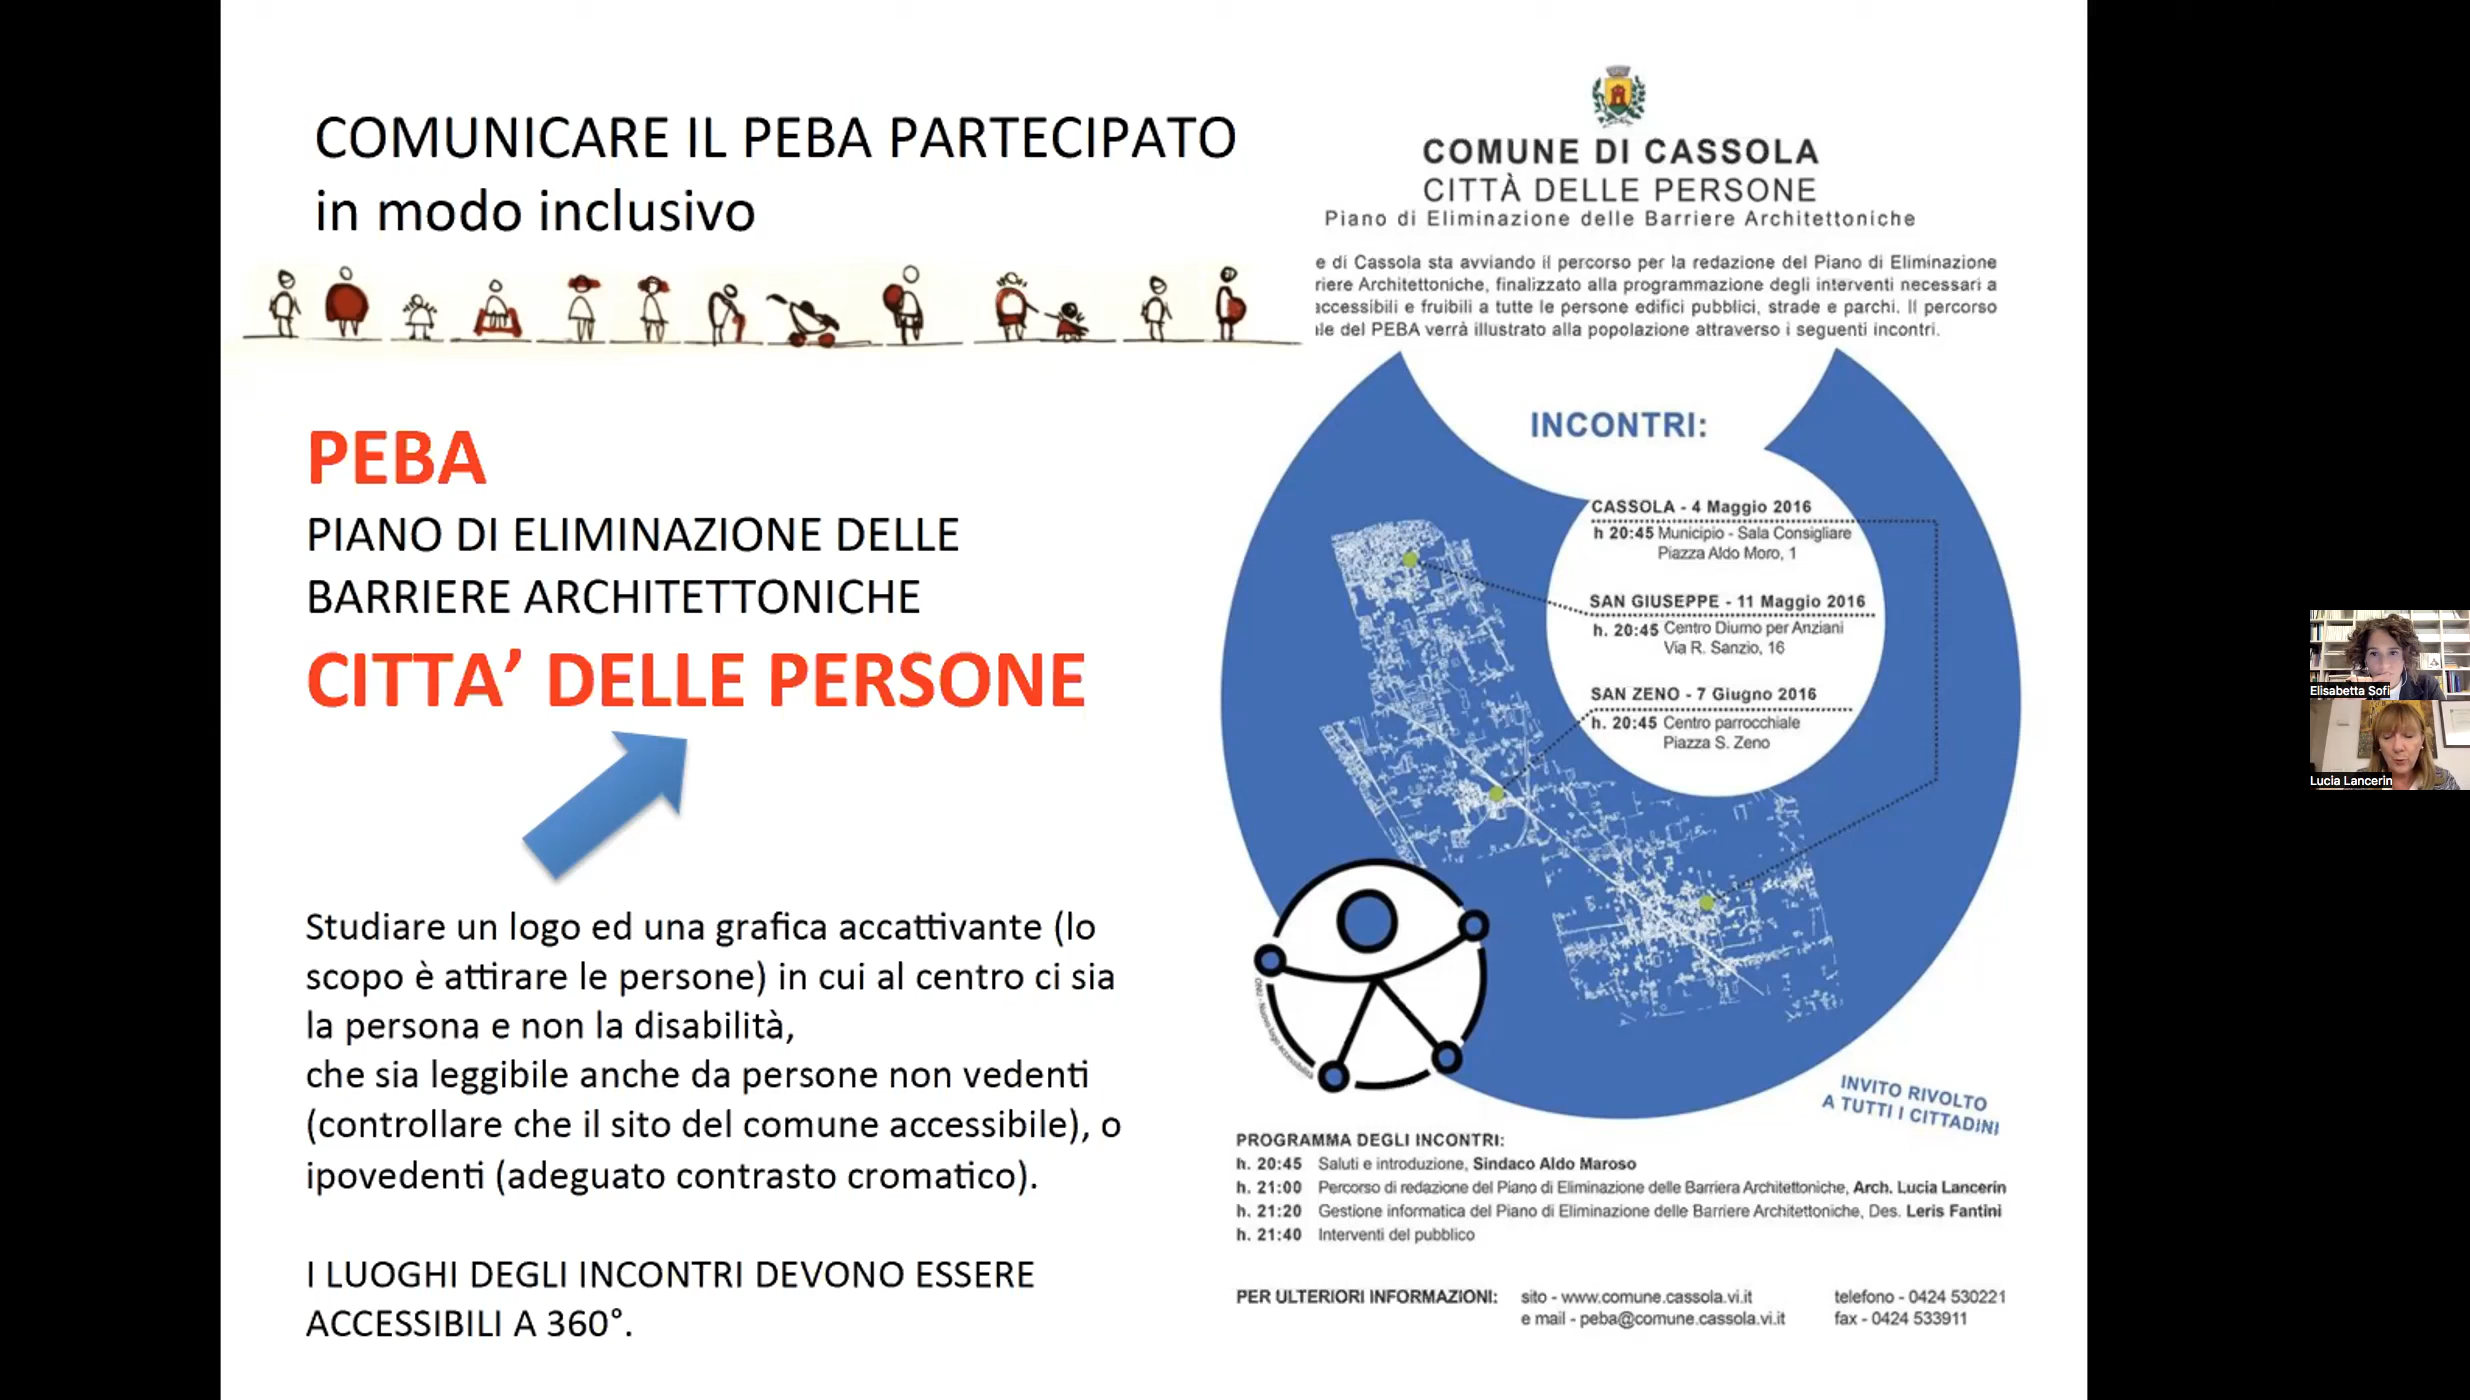 COMUNICARE IL PEBA PARTECIPATO
in modo inclusivo
PEBA
PIANO DI ELIMINAZIONE DELLE
BARRIERE ARCHITETTONICHE
CITTA’ DELLE PERSONE
Studiare un logo ed una grafica accattivante (lo
scopo è attirare le persone) in cui al centro ci sia
la persona e non la disabilità,
che sia leggibile anche da persone non vedenti
(controllare che il sito del comune accessibile), o
ipovedenti (adeguato contrasto cromatico).
I LUOGHI DEGLI INCONTRI DEVONO ESSERE
ACCESSIBILI A 360°.
COMUNE DI CASSOLA
CITTÀ DELLE PERSONE
Piano di Eliminazione delle Barriere Architettoniche
e di Cassola sta avviando il percorso per la redazione del Piano di Eliminazione
riere Architettoniche, finalizzato alla programmazione degli interventi necessari a
accessibili e fruibili a tutte le persone edifici pubblici, strade e parchi. Il percorso
le del PEBA verrà illustrato alla popolazione attraverso i seguenti incontri.
INCONTRI:
CASSOLA - 4 Maggio 2016
h 20:45 Municipio - Sala Consigliare
Piazza Aldo Moro, 1
SAN GIUSEPPE - 11 Maggio 2016
h. 20:45 Centro Diurno per Anziani
Via R. Sanzio, 16
SAN ZENO - 7 Giugno 2016
h. 20:45 Centro parrocchiale
Piazza S. Zeno
ONU - Nuovo logo accessibilità
INVITO RIVOLTO
A TUTTI I CITTADINI
PROGRAMMA DEGLI INCONTRI:
h. 20:45 Saluti e introduzione, Sindaco Aldo Maroso
h. 21:00 Percorso di redazione del Piano di Eliminazione delle Barriera Architettoniche, Arch. Lucia Lancerin
h. 21:20 Gestione informatica del Piano di Eliminazione delle Barriere Architettoniche, Des. Leris Fantini
h. 21:40 Interventi del pubblico
PER ULTERIORI INFORMAZIONI: sito - www.comune.cassola.vi.it telefono - 0424 530221
e mail - peba@comune.cassola.vi.it fax - 0424 533911
Elisabetta Sofi
Lucia Lancerin